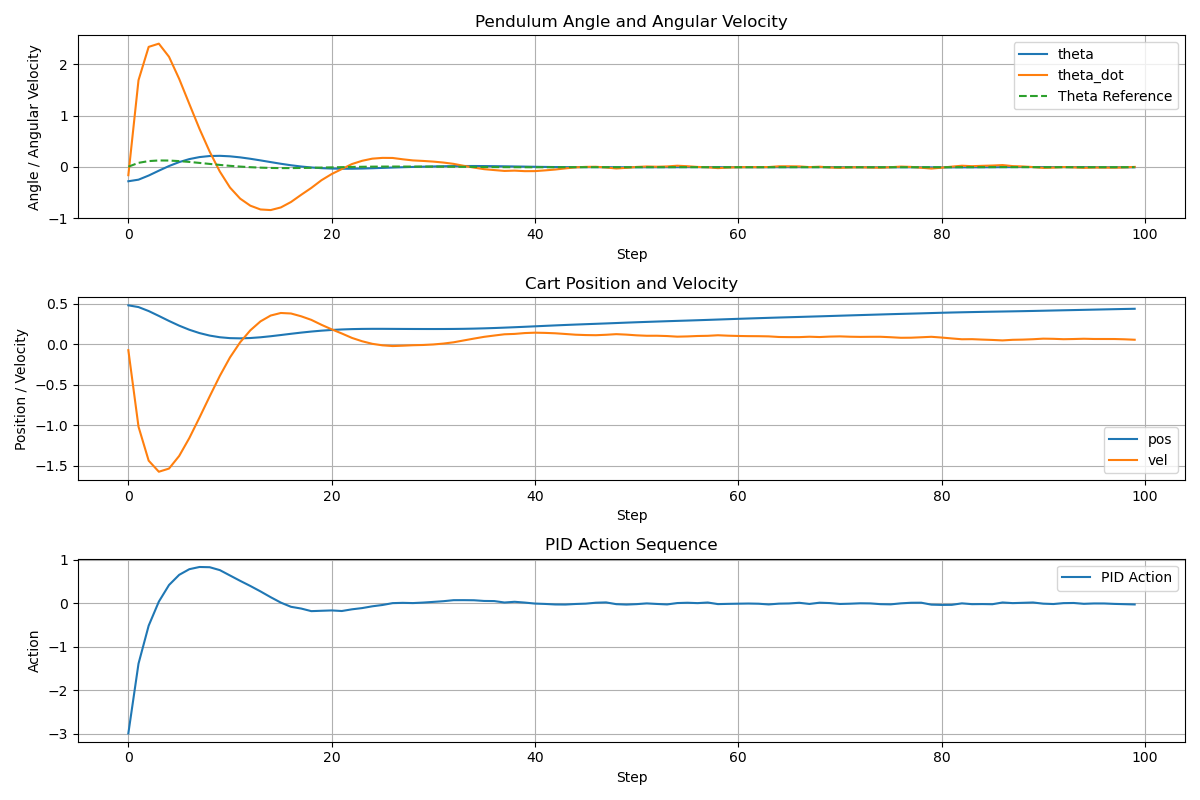 Pendulum Angle and Angular Velocity
Angle / Angular Velocity
2
1
0
−1
theta
theta_dot
Theta Reference
0 20 40 60 80 100
Step
Cart Position and Velocity
Position / Velocity
0.5
0.0
−0.5
−1.0
−1.5
pos
vel
0 20 40 60 80 100
Step
PID Action Sequence
Action
1
0
−1
−2
−3
PID Action
0 20 40 60 80 100
Step